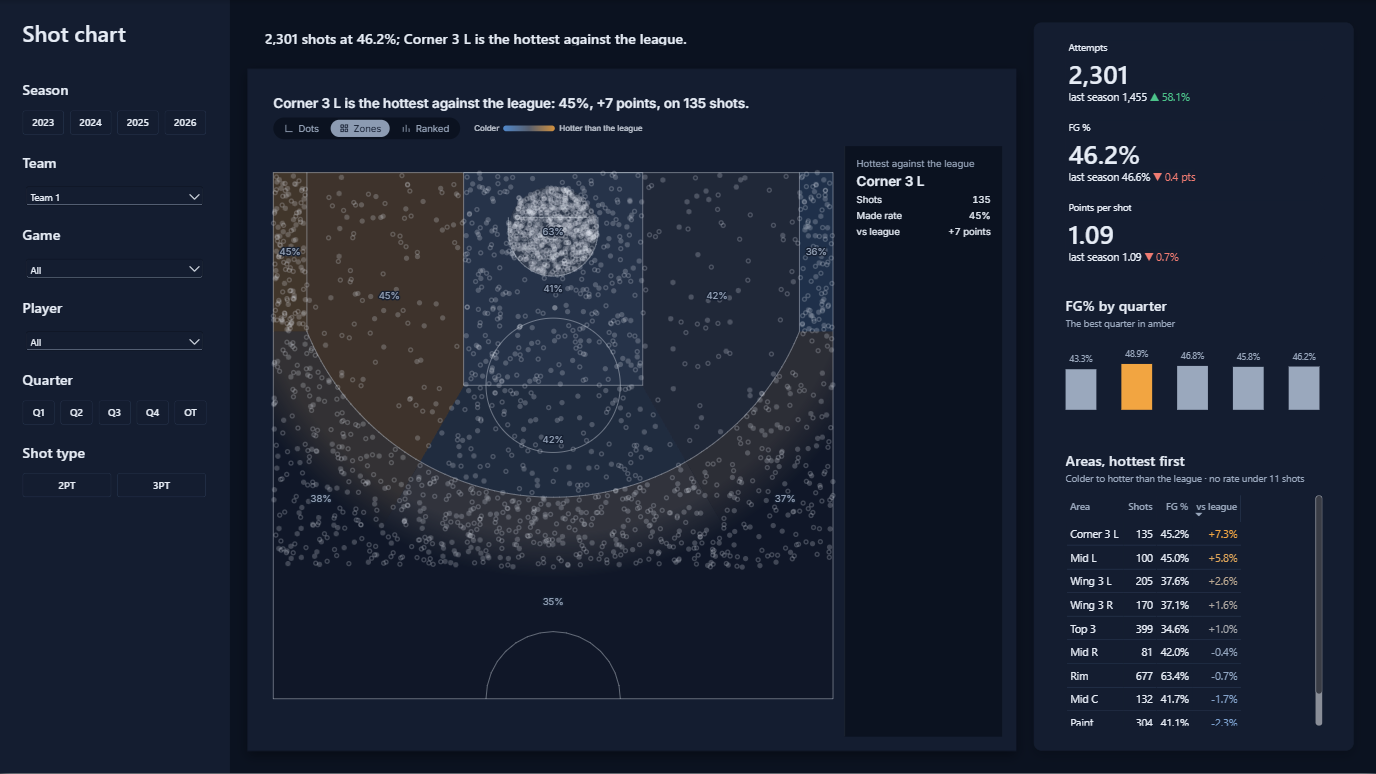 Shot chart
Season
2023 2024 2025 2026
Team
Team 1
Game
All
Player
All
Quarter
Q1 Q2 Q3 Q4 OT
Shot type
2PT 3PT
2,301 shots at 46.2%; Corner 3 L is the hottest against the league.
Corner 3 L is the hottest against the league: 45%, +7 points, on 135 shots.
Dots Zones Ranked Colder Hotter than the league
63%
45% 36%
41%
45% 42%
42%
38% 37%
35%
Hottest against the league
Corner 3 L
Shots 135
Made rate 45%
vs league +7 points
Attempts
2,301
last season 1,455 ▲ 58.1%
FG %
46.2%
last season 46.6% ▼ 0.4 pts
Points per shot
1.09
last season 1.09 ▼ 0.7%
FG% by quarter
The best quarter in amber
43.3% 48.9% 46.8% 45.8% 46.2%
Areas, hottest first
Colder to hotter than the league · no rate under 11 shots
Area Shots FG % vs league
Corner 3 L 135 45.2% +7.3%
Mid L 100 45.0% +5.8%
Wing 3 L 205 37.6% +2.6%
Wing 3 R 170 37.1% +1.6%
Top 3 399 34.6% +1.0%
Mid R 81 42.0% -0.4%
Rim 677 63.4% -0.7%
Mid C 132 41.7% -1.7%
Paint 304 41.1% -2.3%